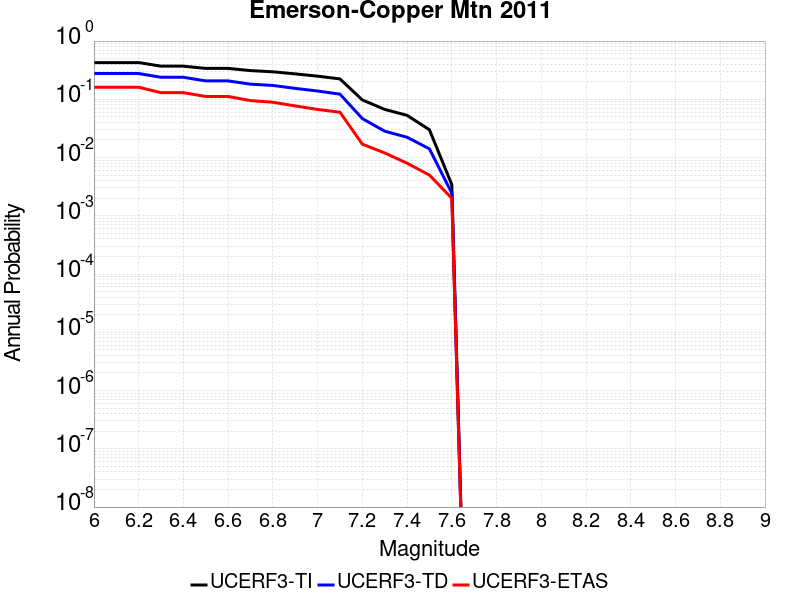 Emerson-Copper Mtn 2011
10^0
10^-1
10^-2
10^-3
10^-4
10^-5
10^-6
10^-7
10^-8
Annual Probability
6 6.2 6.4 6.6 6.8 7 7.2 7.4 7.6 7.8 8 8.2 8.4 8.6 8.8 9
Magnitude
UCERF3-TI UCERF3-TD UCERF3-ETAS